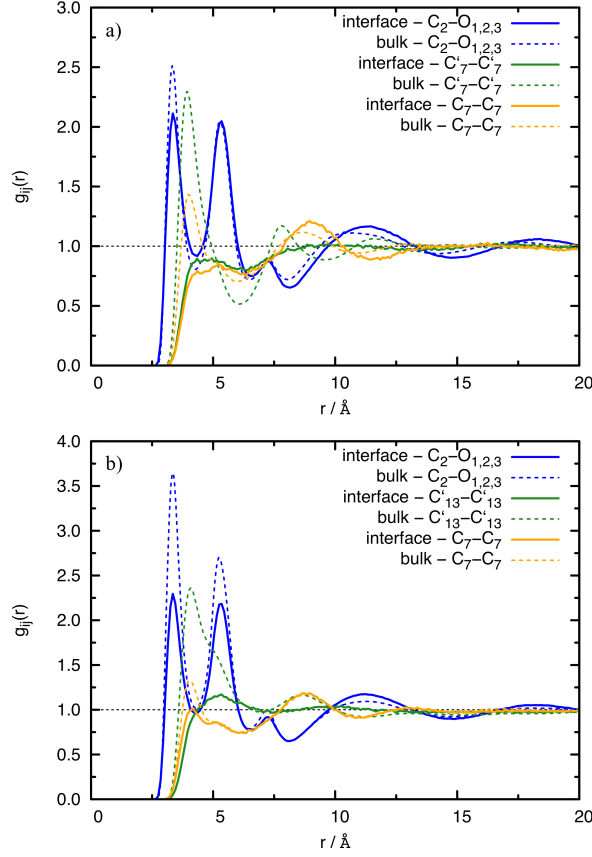 a)
interface – C2–O1,2,3
bulk – C2–O1,2,3
interface – C‘7–C‘7
bulk – C‘7–C‘7
interface – C7–C7
bulk – C7–C7
3.0
2.5
2.0
1.5
1.0
0.5
0.0
gij(r)
0 5 10 15 20
r / Å
b)
interface – C2–O1,2,3
bulk – C2–O1,2,3
interface – C‘13–C‘13
bulk – C‘13–C‘13
interface – C7–C7
bulk – C7–C7
4.0
3.5
3.0
2.5
2.0
1.5
1.0
0.5
0.0
gij(r)
0 5 10 15 20
r / Å